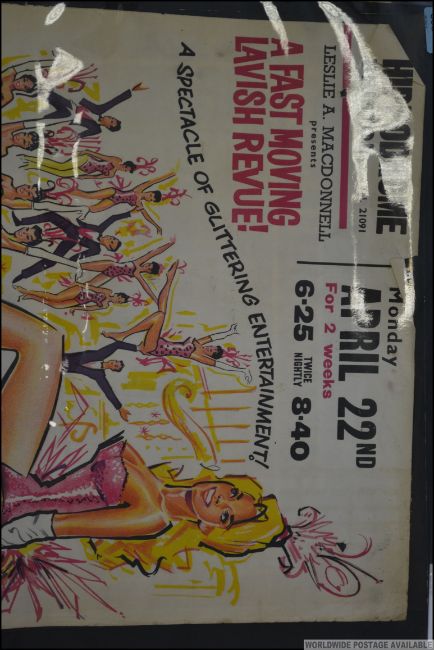 HIPPODROME
21091
LESLIE A. MACDONNELL
presents
A FAST MOVING
LAVISH REVUE!
A SPECTACLE OF GLITTERING ENTERTAINMENT!
Monday
APRIL 22ND
For 2 weeks
6-25 TWICE NIGHTLY 8-40
WORLDWIDE POSTAGE AVAILABLE